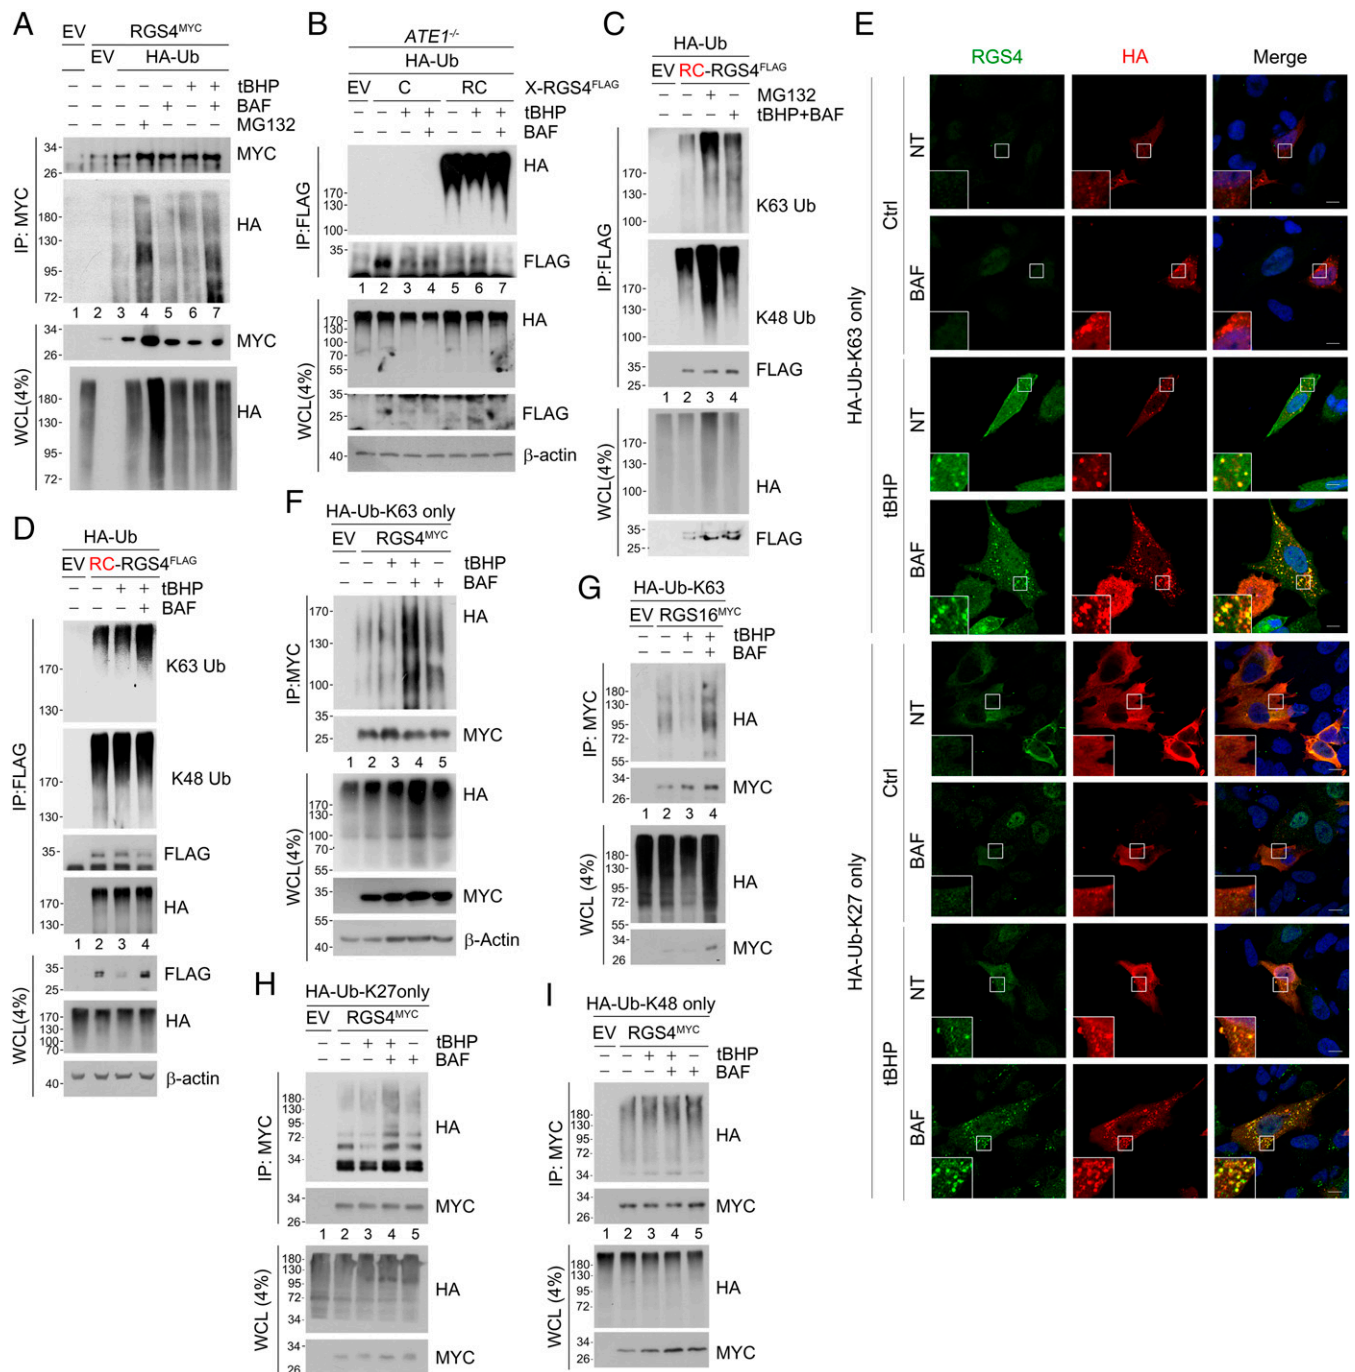 A
EV
RGS4MYC
EV
HA-Ub
– – – – – + + tBHP
– – – – + – + BAF
– – – + – – – MG132
IP: MYC
34-
26-
MYC
180-
130-
95-
72-
HA
1 2 3 4 5 6 7
WCL(4%)
34-
26-
MYC
180-
130-
95-
72-
HA
B
ATE1-/-
HA-Ub
EV C RC X-RGS4FLAG
– – + + – + + tBHP
– – – + – – + BAF
IP:FLAG
170-
130-
HA
35-
FLAG
1 2 3 4 5 6 7
WCL(4%)
170-
130-
100-
70-
55-
HA
35-
25-
FLAG
40-
β-actin
C
HA-Ub
EV RC-RGS4FLAG
– – + – MG132
– – – + tBHP+BAF
IP:FLAG
170-
130-
100-
K63 Ub
170-
130-
100-
K48 Ub
35-
25-
FLAG
1 2 3 4
WCL(4%)
170-
130-
100-
HA
35-
25-
FLAG
D
HA-Ub
EV RC-RGS4FLAG
– – + + tBHP
– – – + BAF
IP:FLAG
170-
130-
K63 Ub
170-
130-
K48 Ub
35-
FLAG
HA
1 2 3 4
WCL(4%)
35-
25-
FLAG
170-
130-
100-
70-
HA
40-
β-actin
E
RGS4 HA Merge
HA-Ub-K63 only
Ctrl
NT
BAF
tBHP
NT
BAF
HA-Ub-K27 only
Ctrl
NT
BAF
tBHP
NT
BAF
F
HA-Ub-K63 only
EV RGS4MYC
– – + + – tBHP
– – – + + BAF
IP:MYC
170-
130-
100-
HA
35-
25-
MYC
1 2 3 4 5
WCL(4%)
170-
130-
100-
70-
55-
HA
35-
MYC
55-
40-
β-Actin
G
HA-Ub-K63
EV RGS16MYC
– – + + tBHP
– – – + BAF
IP: MYC
180-
130-
95-
72-
55-
HA
34-
26-
MYC
1 2 3 4
WCL (4%)
180-
130-
95-
72-
55-
HA
34-
26-
MYC
H
HA-Ub-K27only
EV RGS4MYC
– – + + – tBHP
– – – + + BAF
IP: MYC
180-
130-
95-
72-
34-
HA
34-
26-
MYC
1 2 3 4 5
WCL (4%)
180-
130-
95-
72-
34-
HA
34-
26-
MYC
I
HA-Ub-K48 only
EV RGS4MYC
– – + + – tBHP
– – – + + BAF
IP: MYC
180-
130-
95-
72-
34-
HA
34-
26-
MYC
1 2 3 4 5
WCL (4%)
180-
130-
95-
72-
HA
34-
26-
MYC